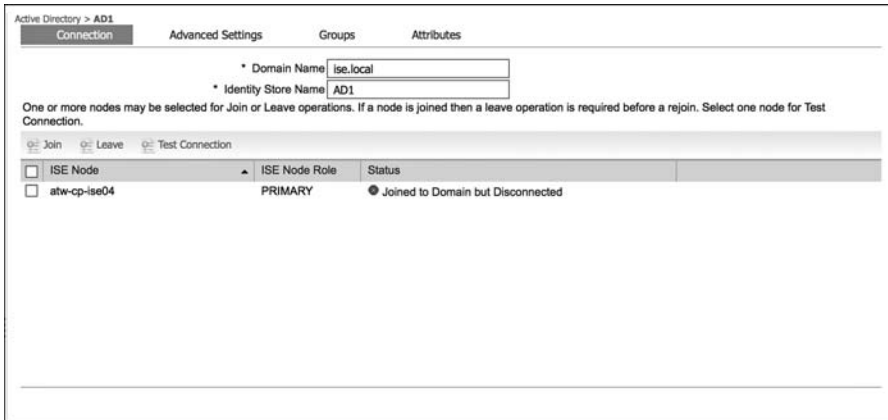 Active Directory > AD1
Connection Advanced Settings Groups Attributes
* Domain Name ise.local
* Identity Store Name AD1
One or more nodes may be selected for Join or Leave operations. If a node is joined then a leave operation is required before a rejoin. Select one node for Test
Connection.
Join Leave Test Connection
ISE Node ISE Node Role Status
atw-cp-ise04 PRIMARY Joined to Domain but Disconnected